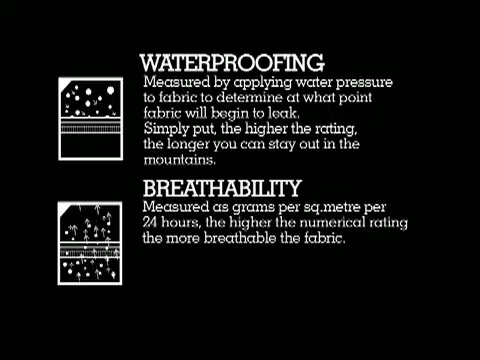 WATERPROOFING
Measured by applying water pressure
to fabric to determine at what point
fabric will begin to leak.
Simply put, the higher the rating,
the longer you can stay out in the
mountains.
BREATHABILITY
Measured as grams per sq.metre per
24 hours, the higher the numerical rating
the more breathable the fabric.